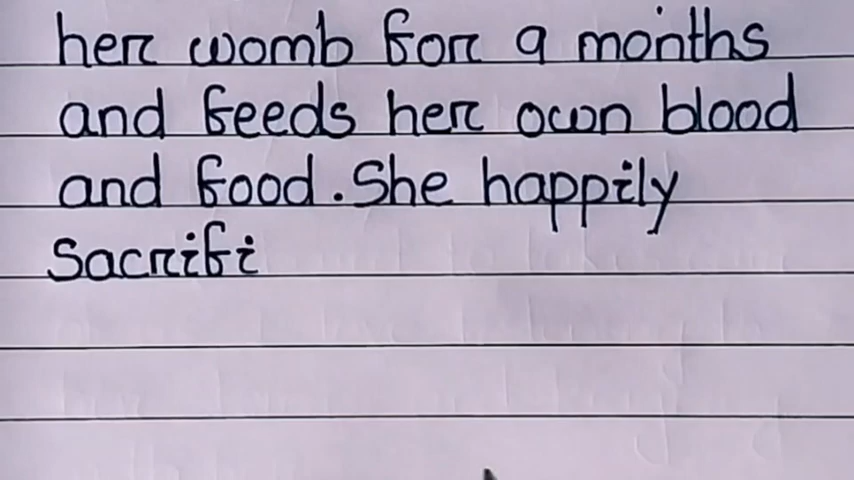 her womb for 9 months
and feeds her own blood
and food. She happily
Sacrifi